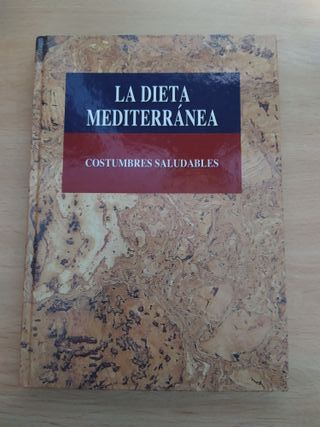 LA DIETA
MEDITERRÁNEA
COSTUMBRES SALUDABLES